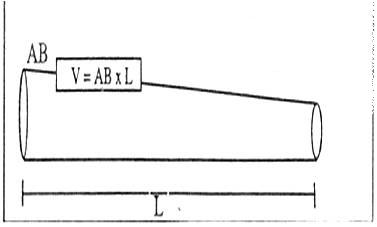 AB
V = AB x L
L